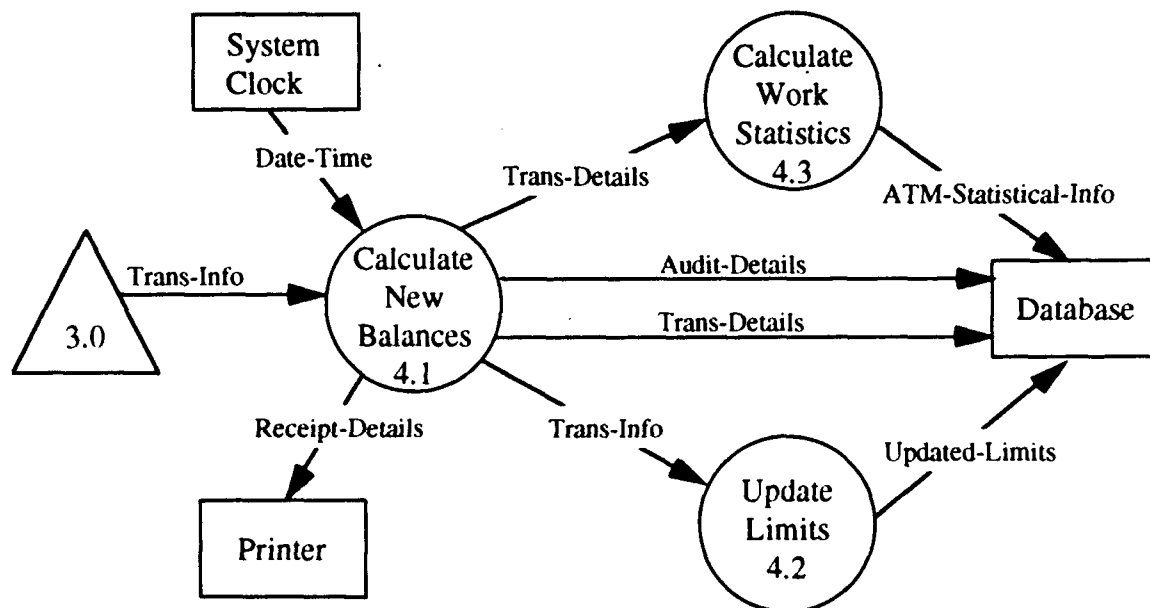 System
Clock
Calculate
Work
Statistics
4.3
Date-Time
Trans-Details
ATM-Statistical-Info
3.0
Trans-Info
Calculate
New
Balances
4.1
Audit-Details
Trans-Details
Database
Receipt-Details
Trans-Info
Updated-Limits
Printer
Update
Limits
4.2